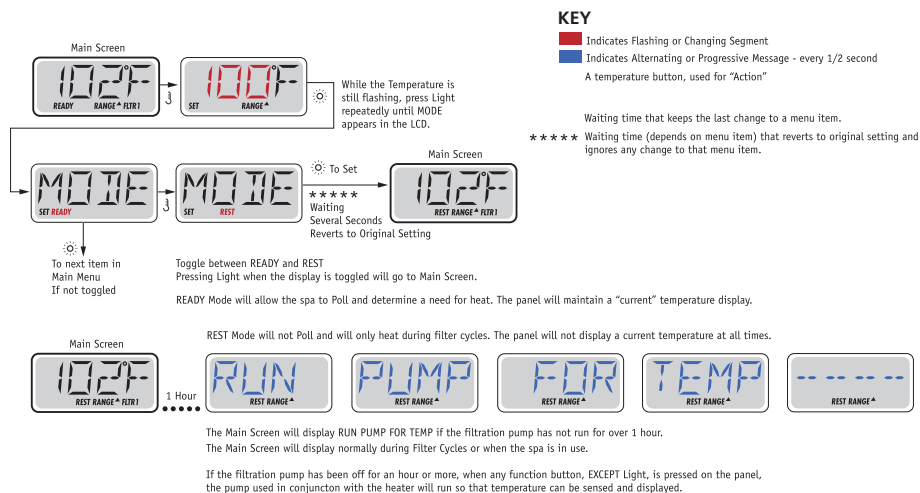 KEY
Indicates Flashing or Changing Segment
Indicates Alternating or Progressive Message - every 1/2 second
A temperature button, used for “Action”
Waiting time that keeps the last change to a menu item.
***** Waiting time (depends on menu item) that reverts to original setting and
ignores any change to that menu item.
Main Screen
102°F
READY RANGE FLTR1
100°F
SET RANGE
While the Temperature is
still flashing, press Light
repeatedly until MODE
appears in the LCD.
MODE
SET READY
MODE
SET REST
To Set
*****
Waiting
Several Seconds
Reverts to Original Setting
Main Screen
102°F
REST RANGE FLTR1
To next item in
Main Menu
If not toggled
Toggle between READY and REST
Pressing Light when the display is toggled will go to Main Screen.
READY Mode will allow the spa to Poll and determine a need for heat. The panel will maintain a “current” temperature display.
REST Mode will not Poll and will only heat during filter cycles. The panel will not display a current temperature at all times.
Main Screen
102°F
REST RANGE FLTR1
1 Hour
RUN
REST RANGE
PUMP
REST RANGE
FOR
REST RANGE
TEMP
REST RANGE
-- -- -- --
REST RANGE
The Main Screen will display RUN PUMP FOR TEMP if the filtration pump has not run for over 1 hour.
The Main Screen will display normally during Filter Cycles or when the spa is in use.
If the filtration pump has been off for an hour or more, when any function button, EXCEPT Light, is pressed on the panel,
the pump used in conjuncton with the heater will run so that temperature can be sensed and displayed.